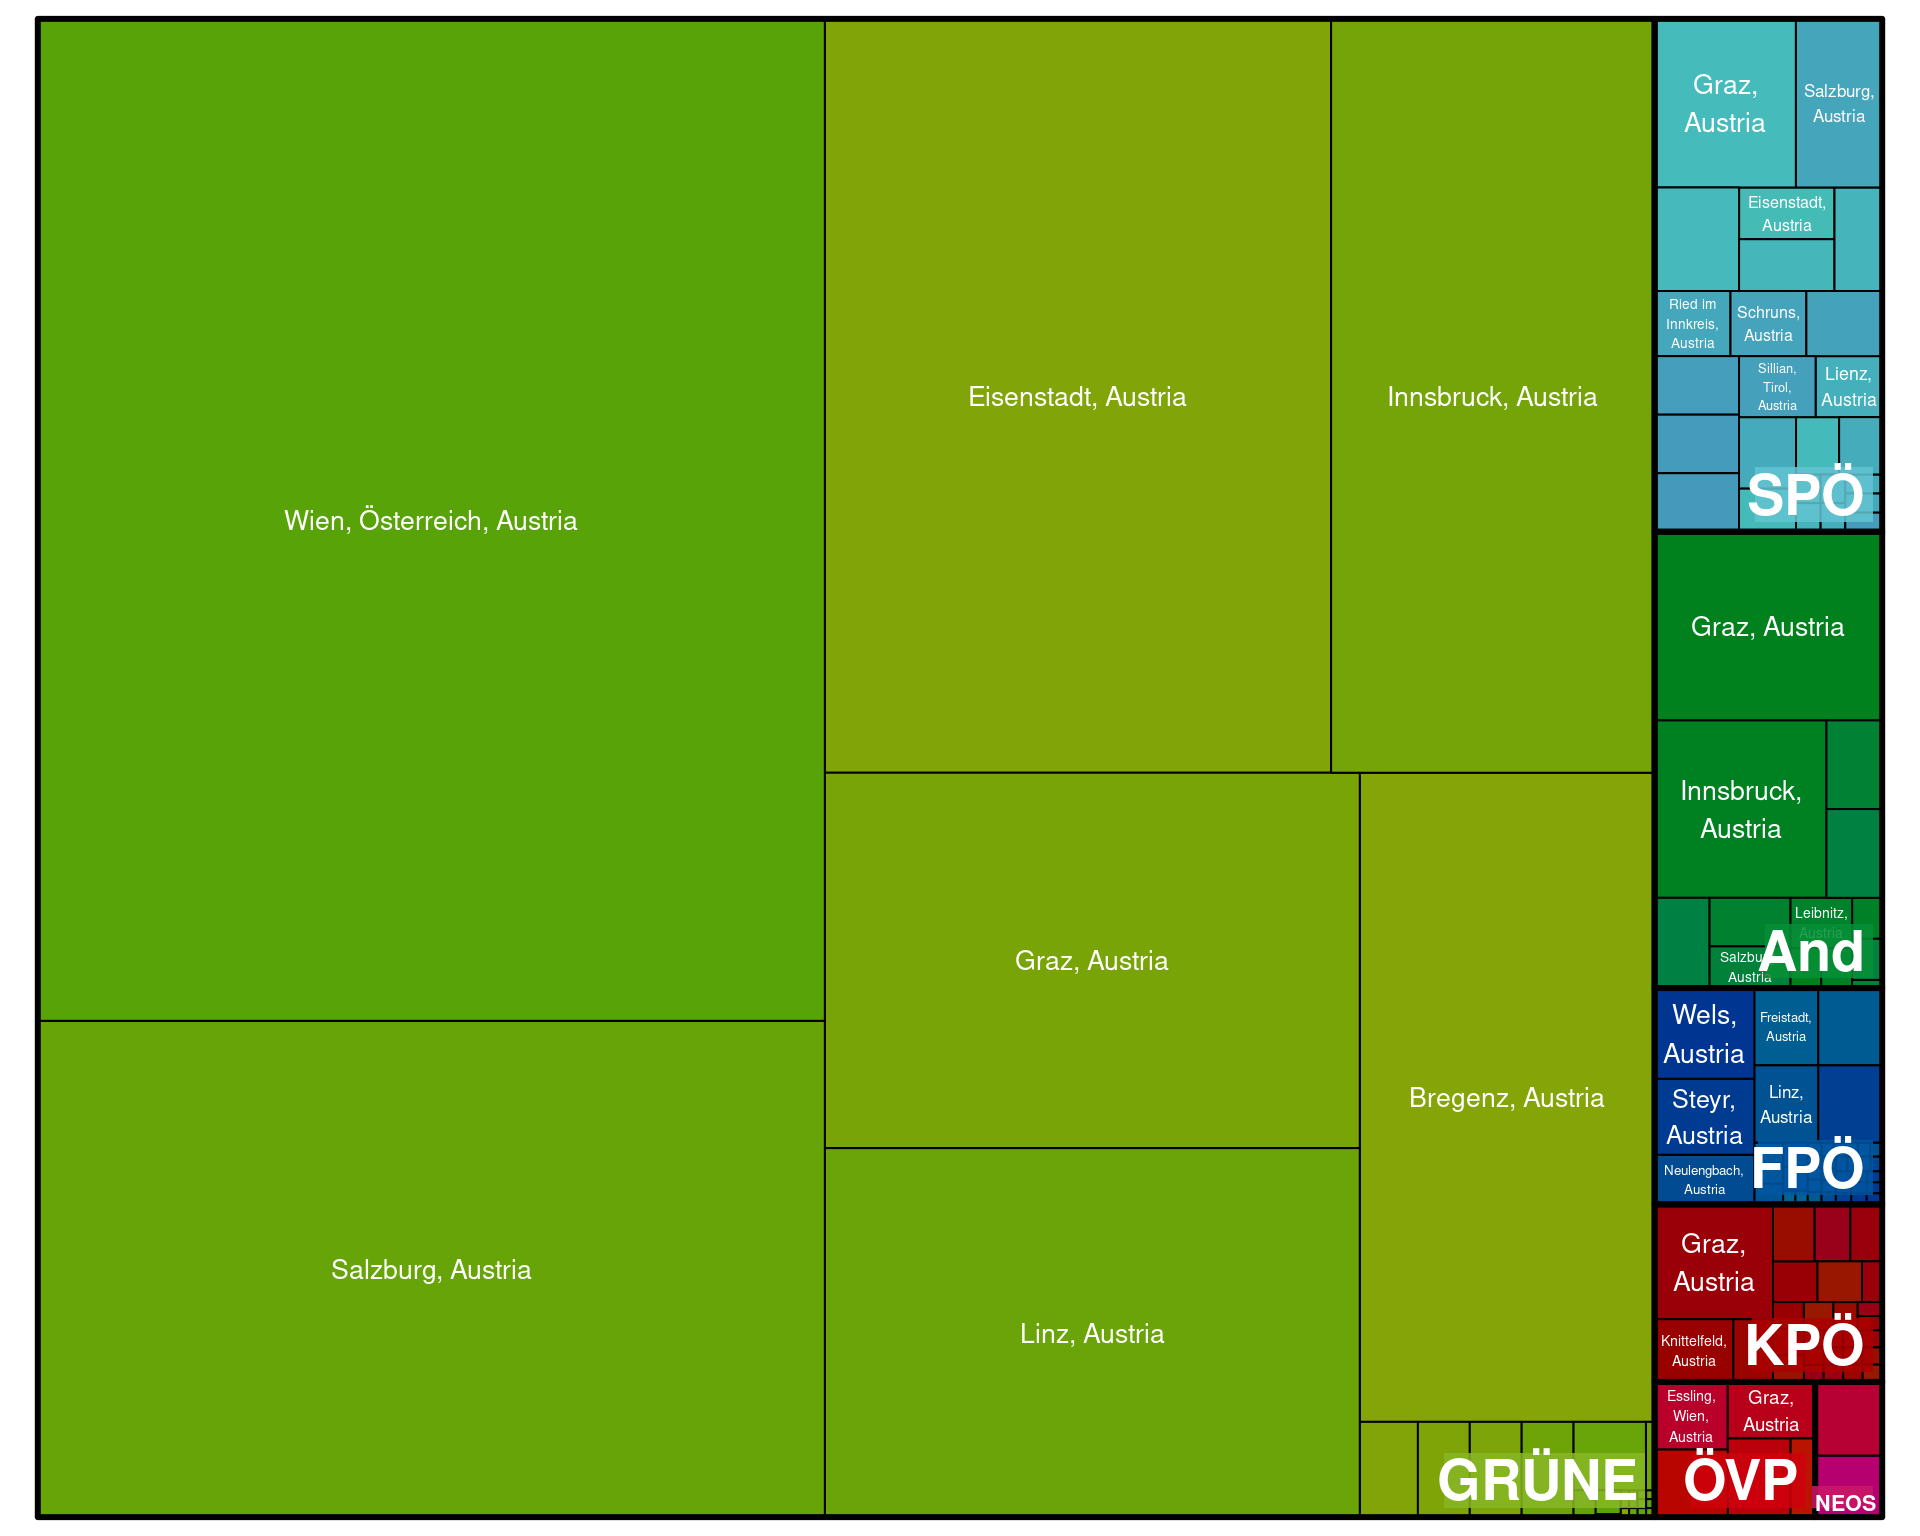 Wien, Österreich, Austria
Salzburg, Austria
Eisenstadt, Austria
Innsbruck, Austria
Graz, Austria
Linz, Austria
Bregenz, Austria
GRÜNE
Graz,
Austria
Salzburg,
Austria
Eisenstadt,
Austria
Ried im
Innkreis,
Austria
Schruns,
Austria
Sillian,
Tirol,
Austria
Lienz,
Austria
SPÖ
Graz, Austria
Innsbruck,
Austria
Leibnitz,
Austria
Salzbu
Austria
And
Wels,
Austria
Freistadt,
Austria
Steyr,
Austria
Linz,
Austria
Neulengbach,
Austria
FPÖ
Graz,
Austria
Knittelfeld,
Austria
KPÖ
Essling,
Wien,
Austria
Graz,
Austria
ÖVP
NEOS